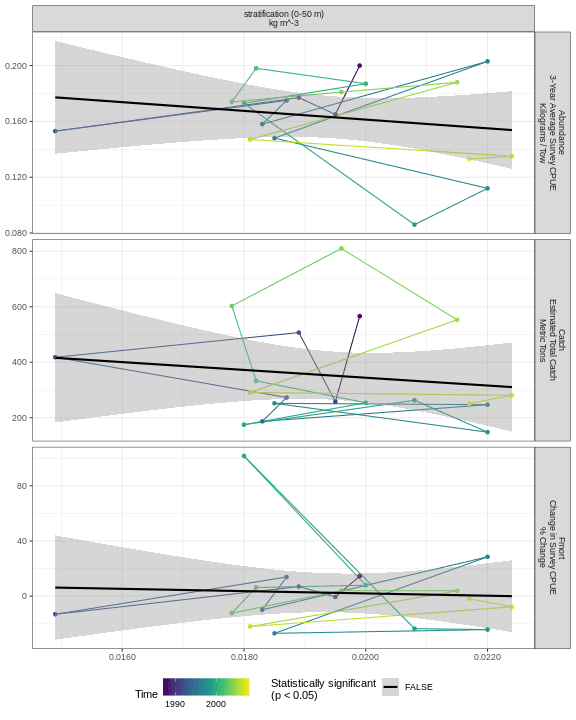 stratification (0-50 m)
kg m^-3
0.200
0.160
0.120
0.080
Abundance
3-Year Average Survey CPUE
Kilograms / Tow
800
600
400
200
Catch
Estimated Total Catch
Metric Tons
80
40
0
Fmort
Change in Survey CPUE
% Change
0.0160
0.0180
0.0200
0.0220
Time
1990
2000
Statistically significant
(p < 0.05)
FALSE